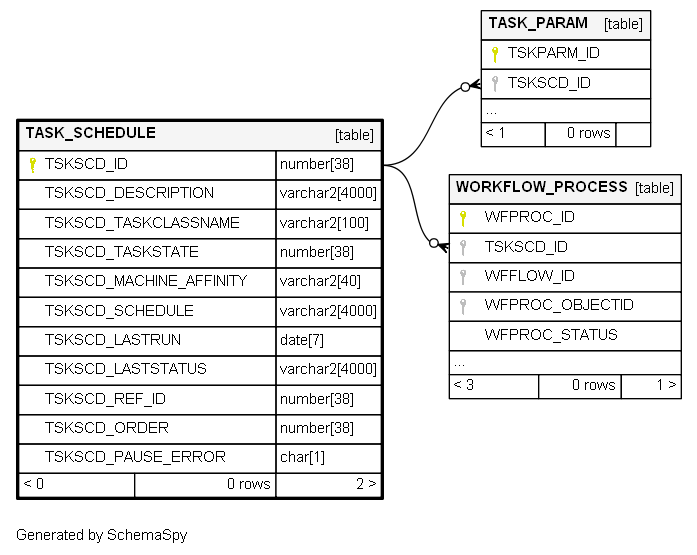 TASK_PARAM [table]
TSKPARM_ID
TSKSCD_ID
...
< 1 0 rows
TASK_SCHEDULE [table]
TSKSCD_ID number[38]
TSKSCD_DESCRIPTION varchar2[4000]
TSKSCD_TASKCLASSNAME varchar2[100]
TSKSCD_TASKSTATE number[38]
TSKSCD_MACHINE_AFFINITY varchar2[40]
TSKSCD_SCHEDULE varchar2[4000]
TSKSCD_LASTRUN date[7]
TSKSCD_LASTSTATUS varchar2[4000]
TSKSCD_REF_ID number[38]
TSKSCD_ORDER number[38]
TSKSCD_PAUSE_ERROR char[1]
< 0 0 rows 2 >
WORKFLOW_PROCESS [table]
WFPROC_ID
TSKSCD_ID
WFFLOW_ID
WFPROC_OBJECTID
WFPROC_STATUS
...
< 3 0 rows 1 >
Generated by SchemaSpy